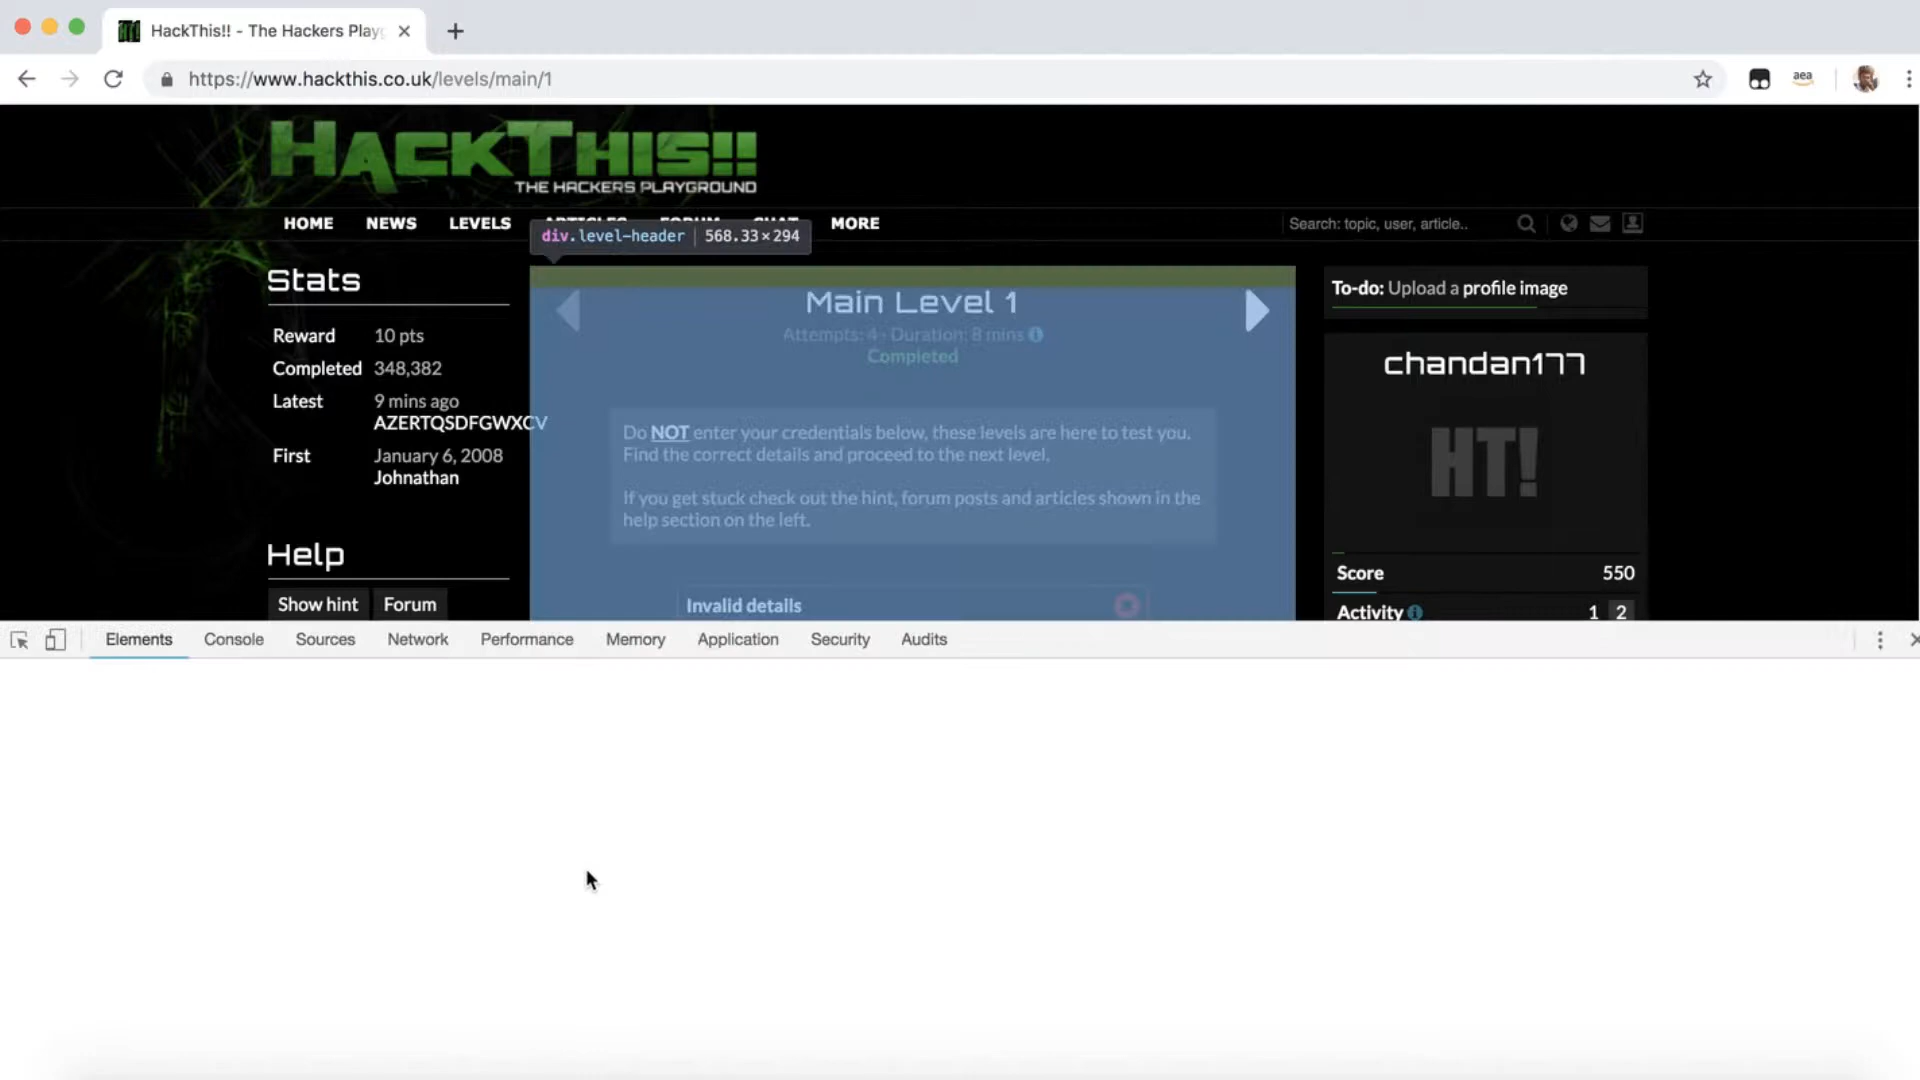 HackThis!! - The Hackers Play
https://www.hackthis.co.uk/levels/main/1
aea
HACKTHIS!!
THE HACKERS PLAYGROUND
HOME NEWS LEVELS ARTICLES FORUM CHAT MORE
Search: topic, user, article..
div.level-header 568.33×294
Stats
Reward 10 pts
Completed 348,382
Latest 9 mins ago
AZERTQSDFGWXCV
First January 6, 2008
Johnathan
Help
Show hint Forum
Main Level 1
Attempts: 4 - Duration: 8 mins
Completed
Do NOT enter your credentials below, these levels are here to test you.
Find the correct details and proceed to the next level.
If you get stuck check out the hint, forum posts and articles shown in the
help section on the left.
Invalid details
To-do: Upload a profile image
chandan177
HT!
Score 550
Activity 1 2
Elements Console Sources Network Performance Memory Application Security Audits